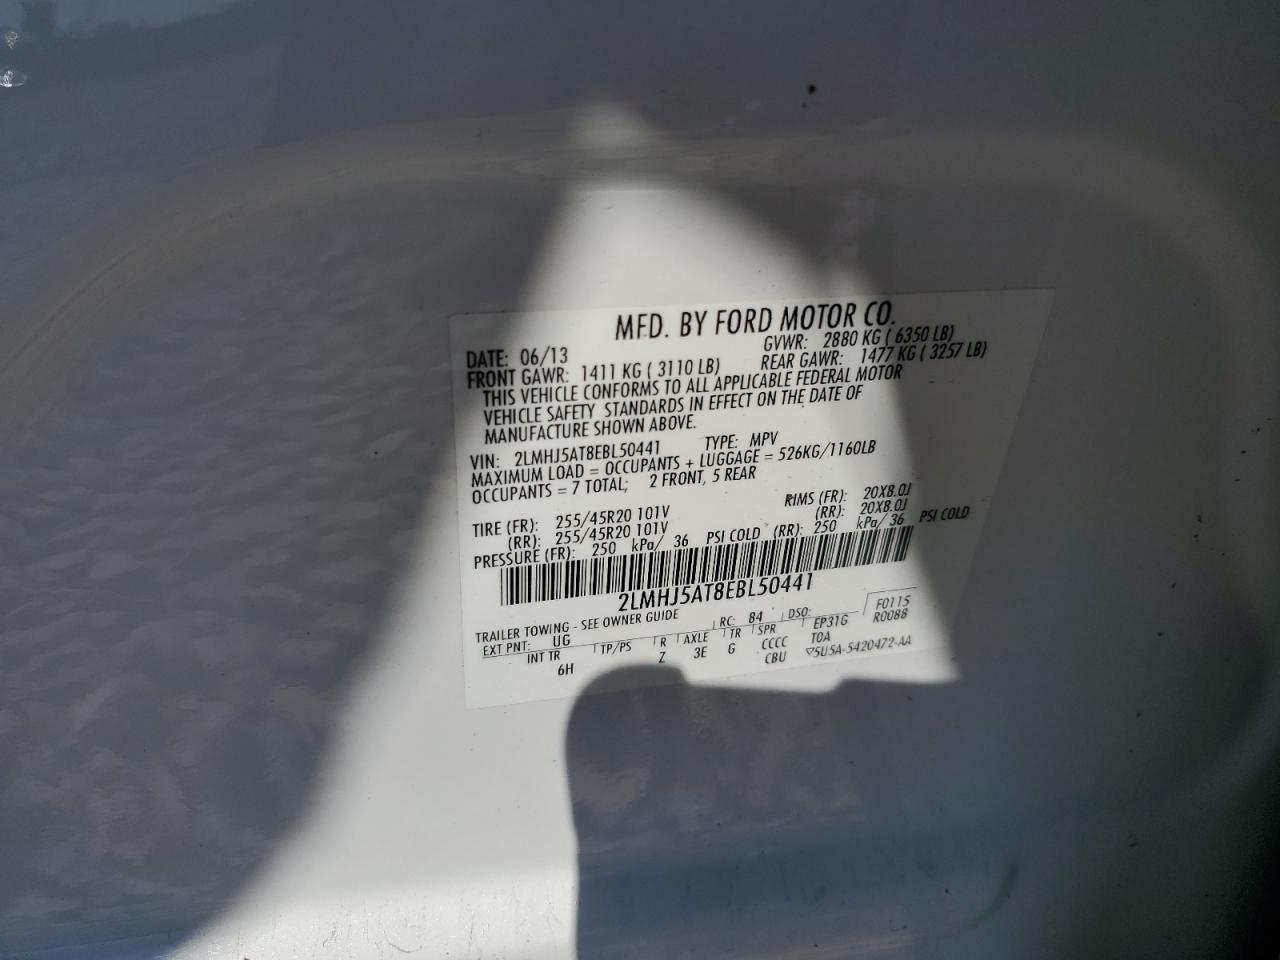 MFD. BY FORD MOTOR CO.
DATE: 06/13 GVWR: 2880 KG ( 6350 LB)
FRONT GAWR: 1411 KG ( 3110 LB) REAR GAWR: 1477 KG ( 3257 LB)
THIS VEHICLE CONFORMS TO ALL APPLICABLE FEDERAL MOTOR
VEHICLE SAFETY STANDARDS IN EFFECT ON THE DATE OF
MANUFACTURE SHOWN ABOVE.
VIN: 2LMHJ5AT8EBL50441 TYPE: MPV
MAXIMUM LOAD = OCCUPANTS + LUGGAGE = 526KG/1160LB
OCCUPANTS = 7 TOTAL; 2 FRONT, 5 REAR
TIRE (FR): 255/45R20 101V RIMS (FR): 20X8.0J
(RR): 255/45R20 101V (RR): 20X8.0J
PRESSURE (FR): 250 kPa/ 36 PSI COLD (RR): 250 kPa/ 36 PSI COLD
2LMHJ5AT8EBL50441
TRAILER TOWING - SEE OWNER GUIDE
EXT PNT: UG RC: 84 DSO: F0115
INT TR TP/PS R AXLE TR SPR EP31G R0088
6H Z 3E G CCCC T0A
CBU ▽5U5A-5420472-AA